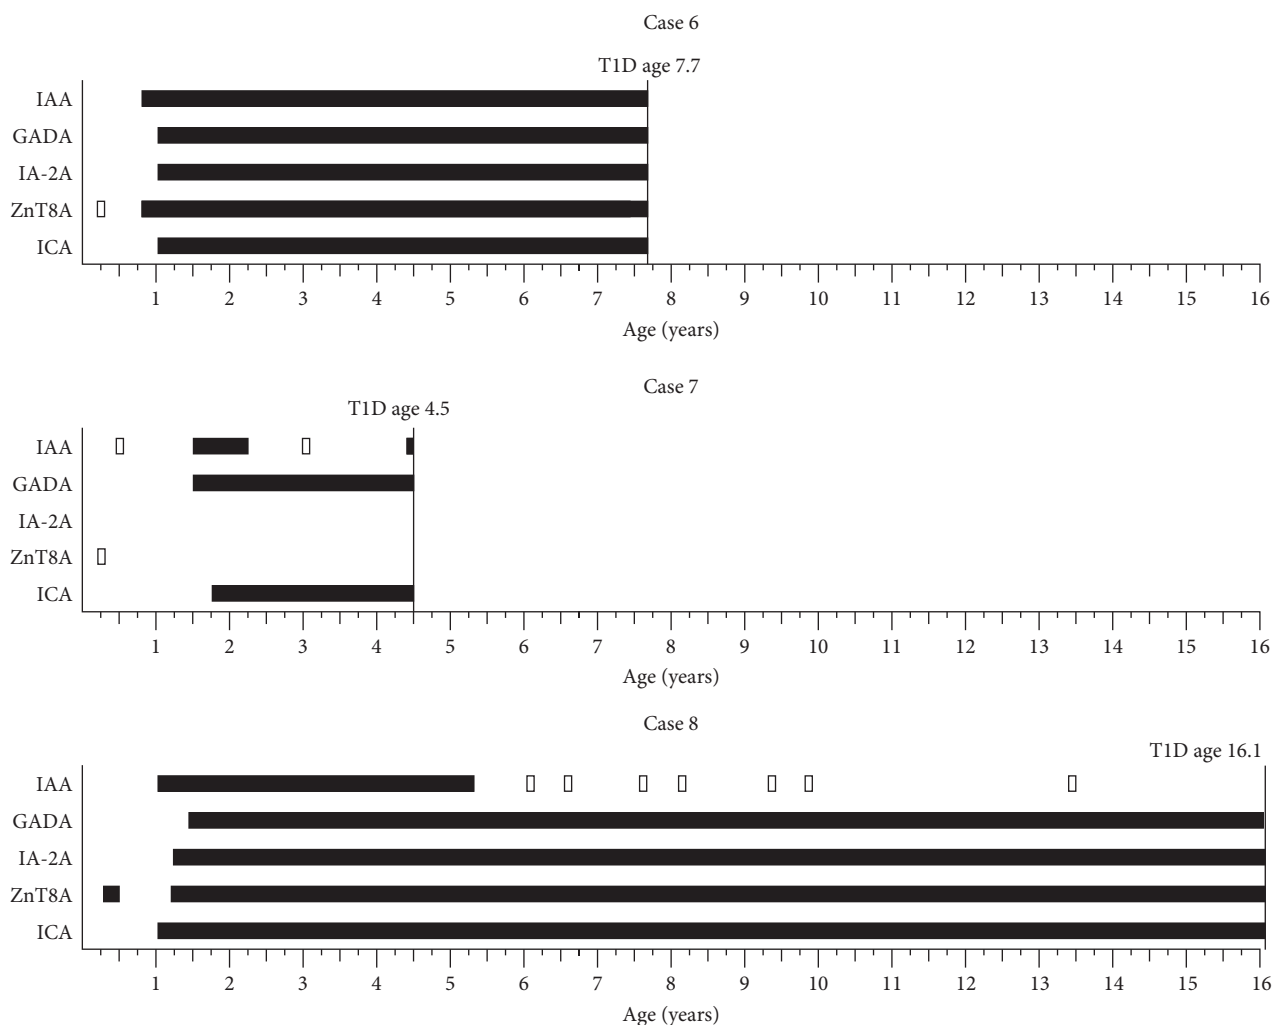 Case 6
T1D age 7.7
IAA
GADA
IA-2A
ZnT8A
ICA
1 2 3 4 5 6 7 8 9 10 11 12 13 14 15 16
Age (years)
Case 7
T1D age 4.5
IAA
GADA
IA-2A
ZnT8A
ICA
1 2 3 4 5 6 7 8 9 10 11 12 13 14 15 16
Age (years)
Case 8
T1D age 16.1
IAA
GADA
IA-2A
ZnT8A
ICA
1 2 3 4 5 6 7 8 9 10 11 12 13 14 15 16
Age (years)